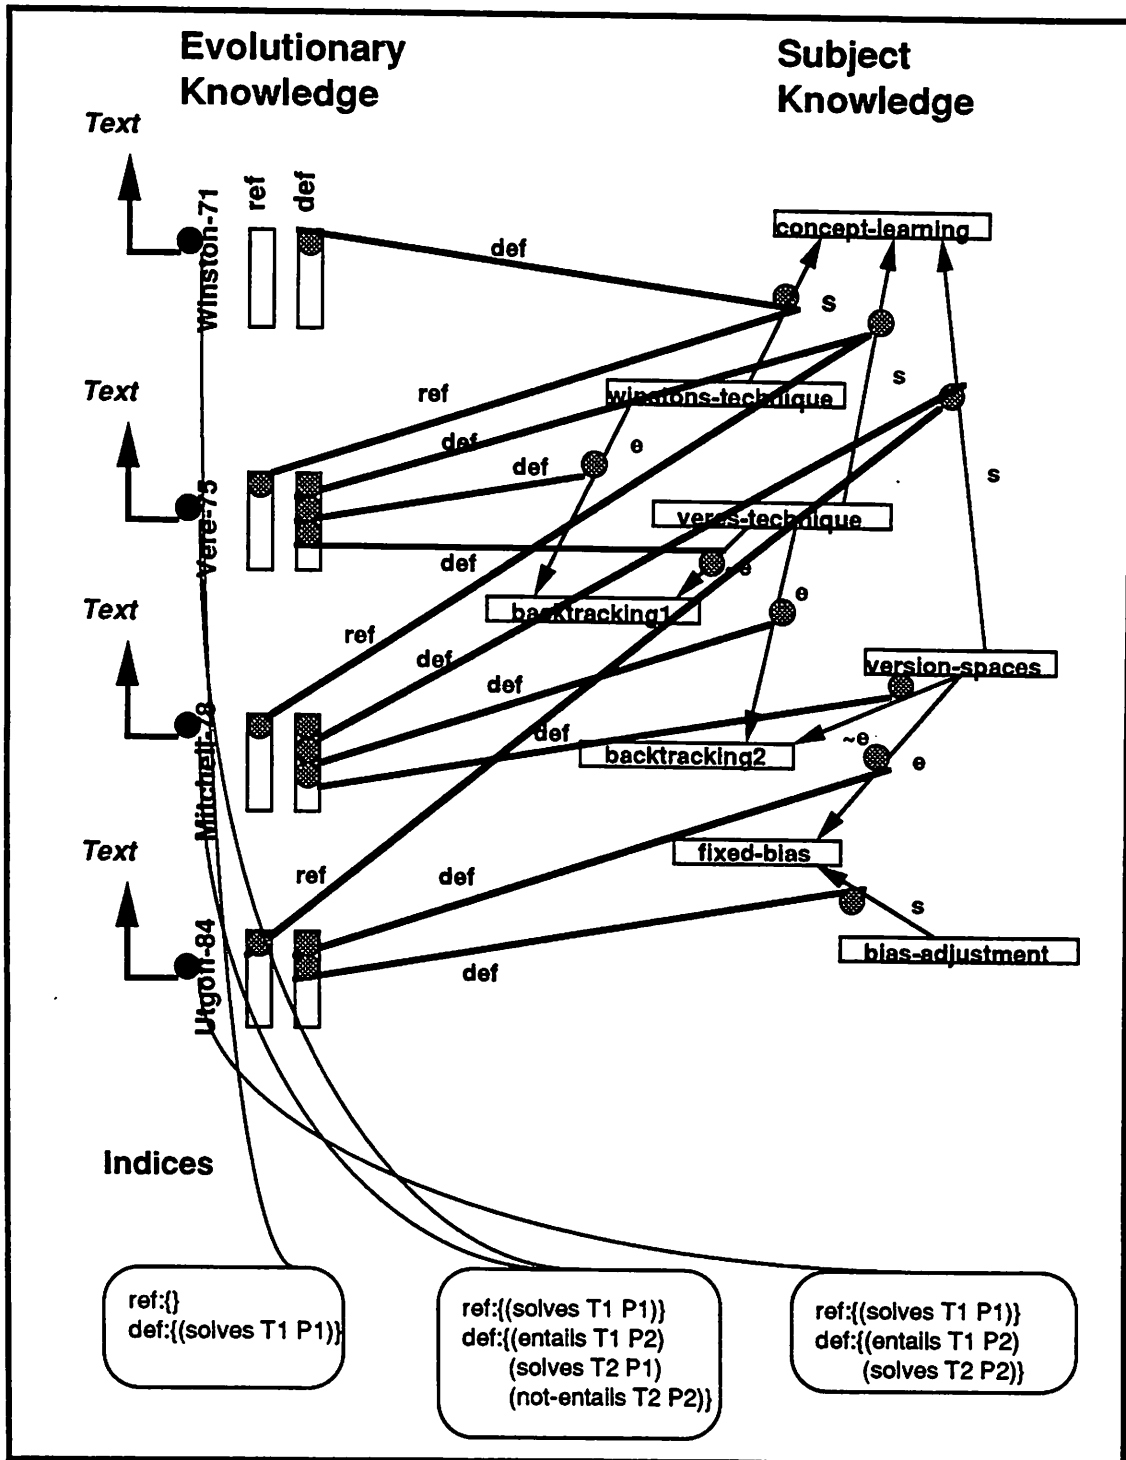 Evolutionary
Knowledge
Subject
Knowledge
Text
Winston-71
ref
def
concept-learning
def
s
Text
ref
winstons-technique
s
def
e
def
s
Vere-75
veres-technique
def
~e
Text
backtracking1
e
ref
def
version-spaces
def
Mitchell-78
def
backtracking2
~e
e
Text
fixed-bias
ref
def
s
Utgoff-84
def
bias-adjustment
Indices
ref:{}
def:{(solves T1 P1)}
ref:{(solves T1 P1)}
def:{(entails T1 P2)
(solves T2 P1)
(not-entails T2 P2)}
ref:{(solves T1 P1)}
def:{(entails T1 P2)
(solves T2 P2)}